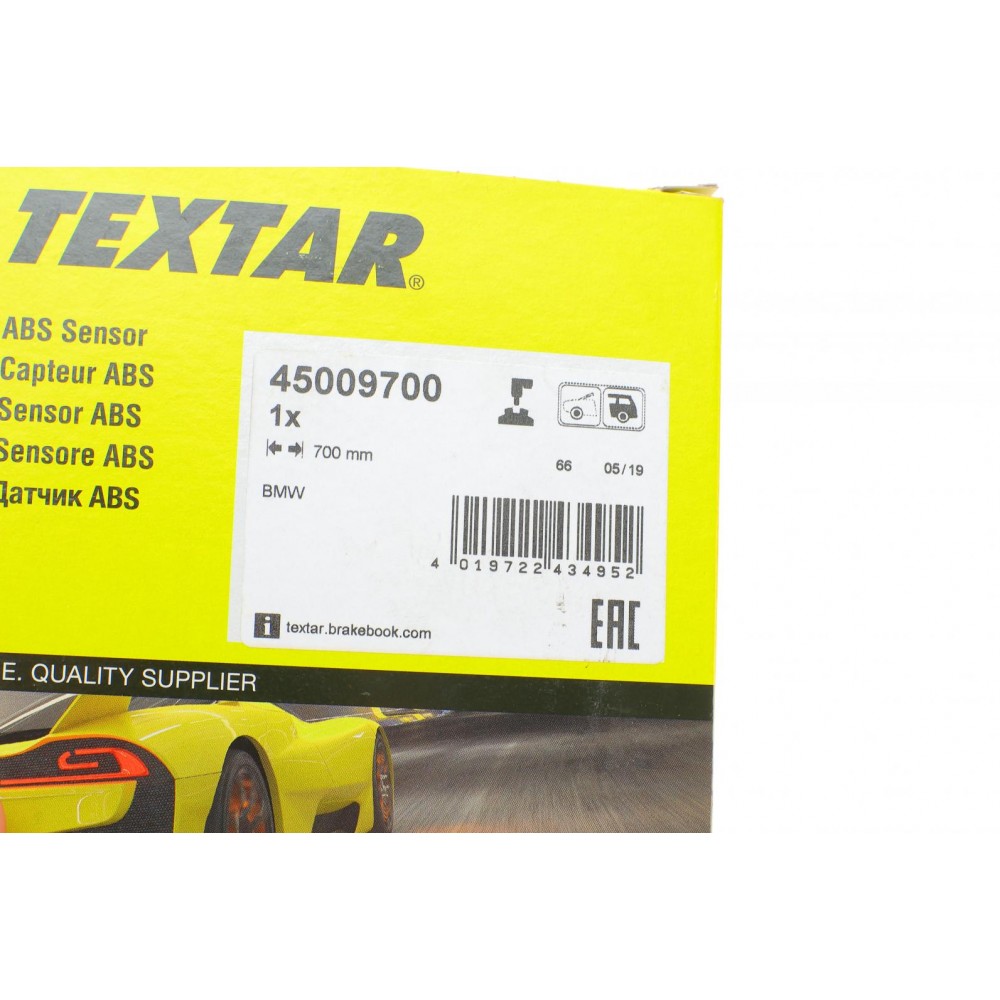 TEXTAR®
ABS Sensor
Capteur ABS
Sensor ABS
Sensore ABS
Датчик ABS
45009700
1x
700 mm
66 05/19
BMW
4 019722 434952
i textar.brakebook.com
EAC
E. QUALITY SUPPLIER